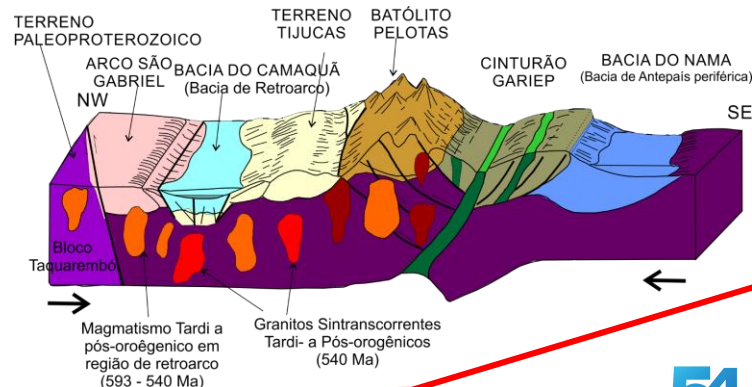 TERRENO
PALEOPROTEROZOICO
ARCO SÃO
GABRIEL
NW
BACIA DO CAMAQUÃ
(Bacia de Retroarco)
TERRENO
TIJUCAS
BATÓLITO
PELOTAS
CINTURÃO
GARIEP
BACIA DO NAMA
(Bacia de Antepaís periférica)
SE
Bloco
Taquarembó
Magmatismo Tardi a
pós-oroêgenico em
região de retroarco
(593 - 540 Ma)
Granitos Sintranscorrentes
Tardi- a Pós-orogênicos
(540 Ma)
54